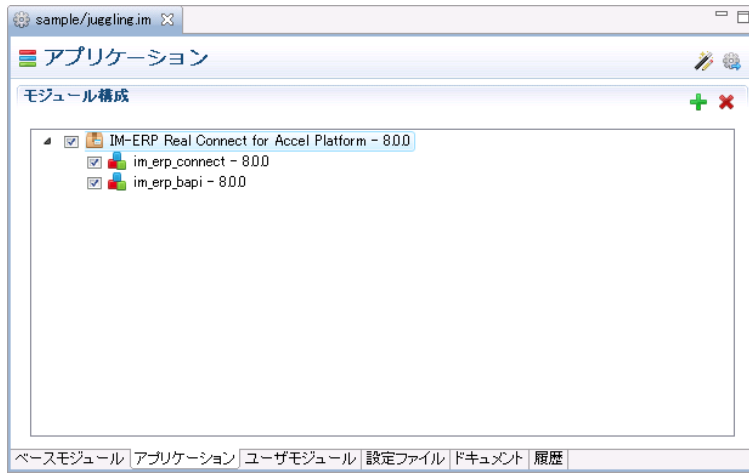 sample/juggling.im
アプリケーション
モジュール構成
IM-ERP Real Connect for Accel Platform - 8.0.0
im_erp_connect - 8.0.0
im_erp_bapi - 8.0.0
ベースモジュール アプリケーション ユーザモジュール 設定ファイル ドキュメント 履歴